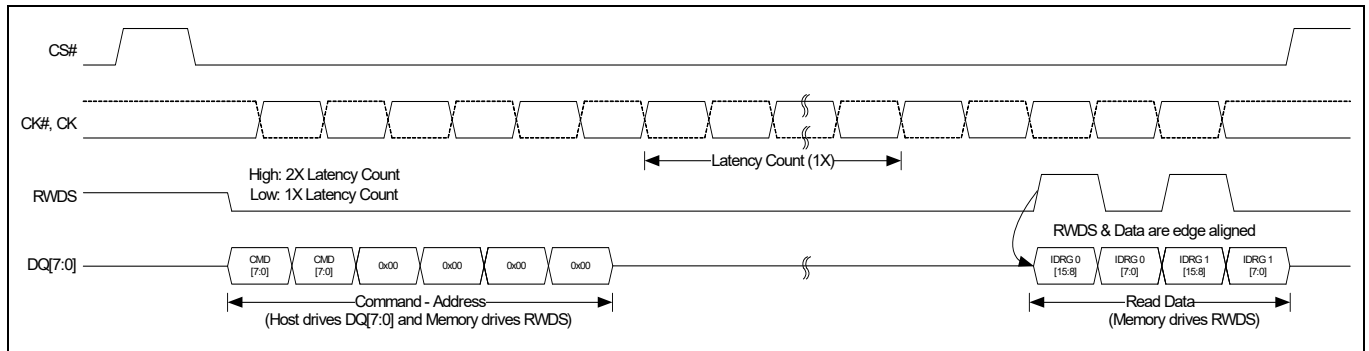 CS#
CK#, CK
Latency Count (1X)
High: 2X Latency Count
Low: 1X Latency Count
RWDS
RWDS & Data are edge aligned
DQ[7:0]
CMD
[7:0]
CMD
[7:0]
0x00
0x00
0x00
0x00
IDRG 0
[15:8]
IDRG 0
[7:0]
IDRG 1
[15:8]
IDRG 1
[7:0]
Command - Address
(Host drives DQ[7:0] and Memory drives RWDS)
Read Data
(Memory drives RWDS)